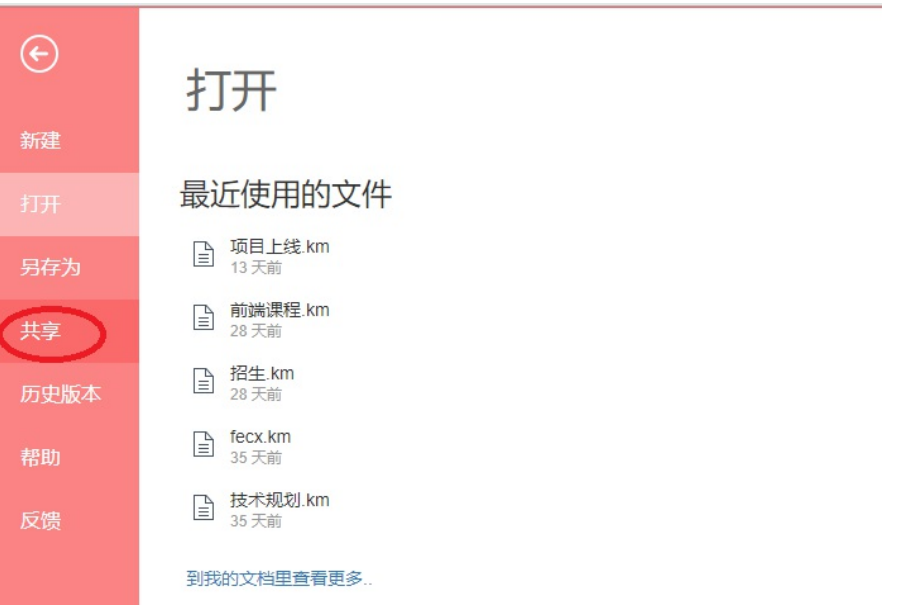 打开
新建
打开
另存为
共享
历史版本
帮助
反馈
最近使用的文件
项目上线.km
13 天前
前端课程.km
28 天前
招生.km
28 天前
fecx.km
35 天前
技术规划.km
35 天前
到我的文档里查看更多..